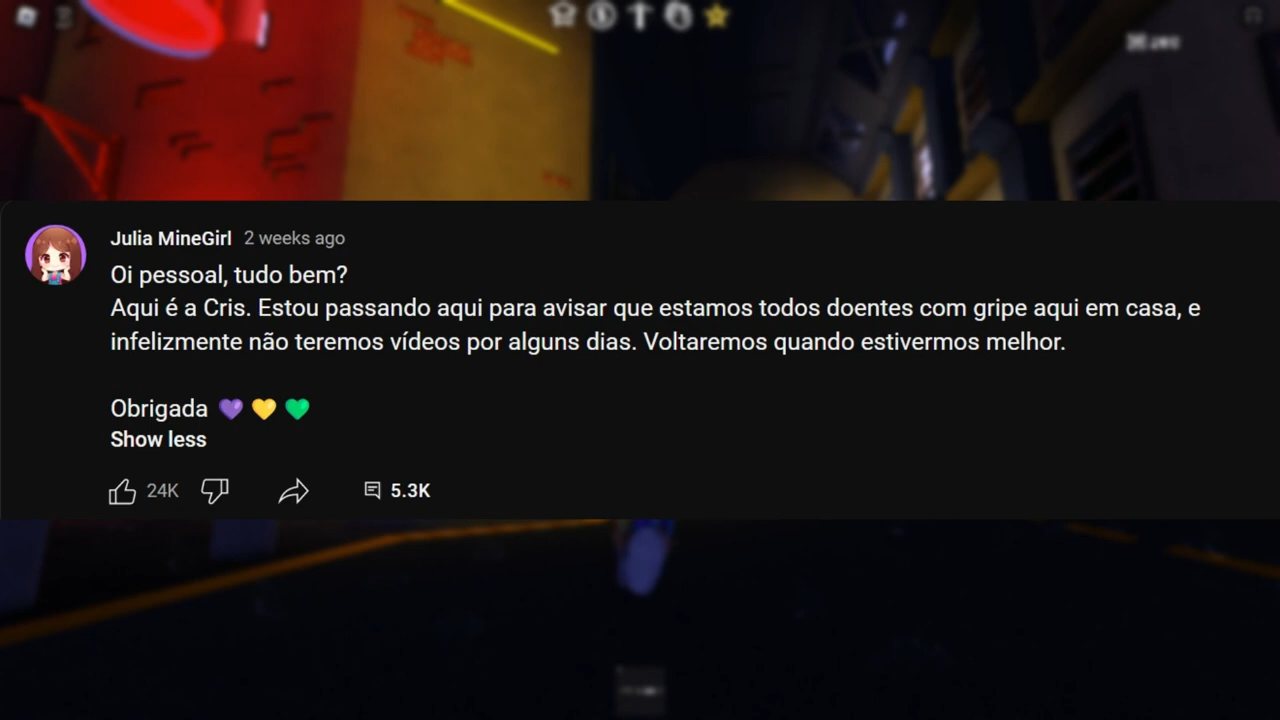 Julia MineGirl 2 weeks ago
Oi pessoal, tudo bem?
Aqui é a Cris. Estou passando aqui para avisar que estamos todos doentes com gripe aqui em casa, e
infelizmente não teremos vídeos por alguns dias. Voltaremos quando estivermos melhor.
Obrigada 💜 💛 💚
Show less
24K 5.3K